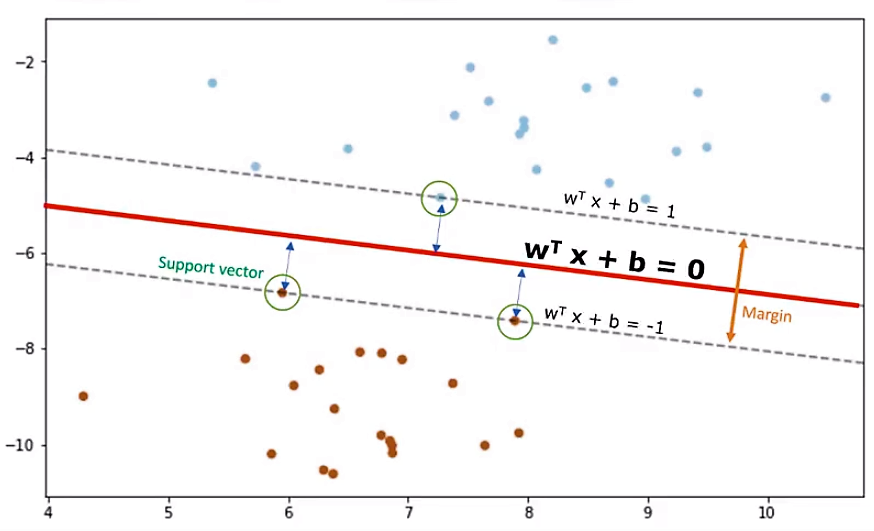 −2
−4
−6
−8
−10
wᵀ x + b = 1
wᵀ x + b = 0
Support vector
wᵀ x + b = -1
Margin
4 5 6 7 8 9 10